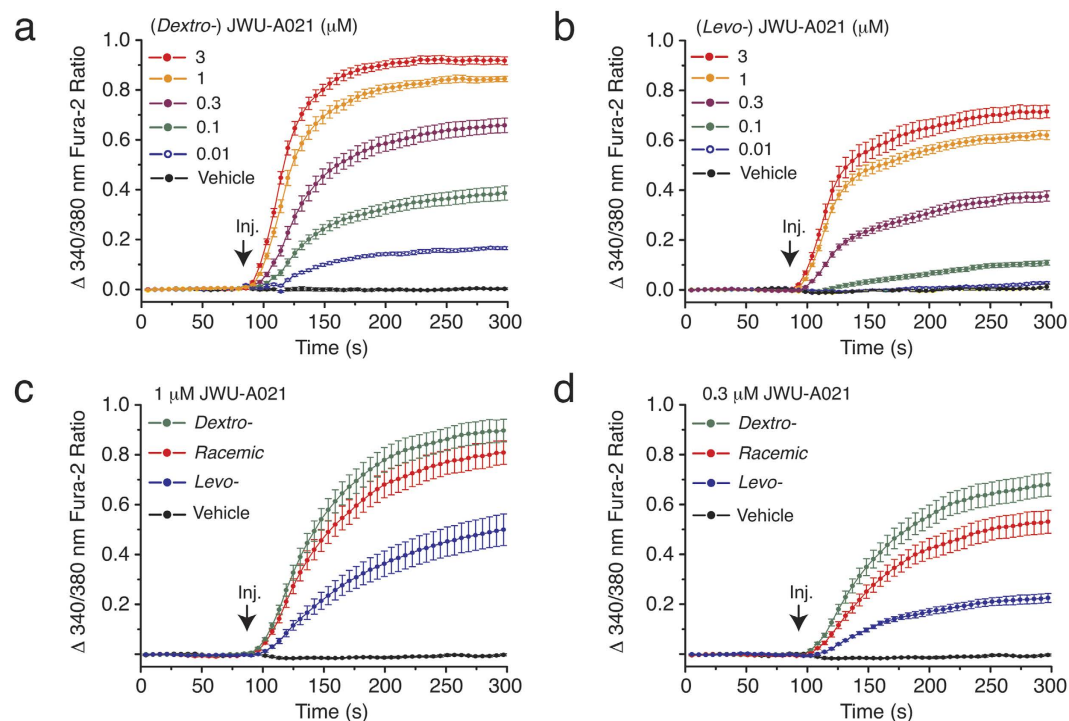 a
(Dextro-) JWU-A021 (μM)
1.0
0.8
0.6
0.4
0.2
0.0
Δ 340/380 nm Fura-2 Ratio
3
1
0.3
0.1
0.01
Vehicle
Inj.
0 50 100 150 200 250 300
Time (s)
b
(Levo-) JWU-A021 (μM)
1.0
0.8
0.6
0.4
0.2
0.0
Δ 340/380 nm Fura-2 Ratio
3
1
0.3
0.1
0.01
Vehicle
Inj.
0 50 100 150 200 250 300
Time (s)
c
1 μM JWU-A021
1.0
0.8
0.6
0.4
0.2
Δ 340/380 nm Fura-2 Ratio
Dextro-
Racemic
Levo-
Vehicle
Inj.
0 50 100 150 200 250 300
Time (s)
d
0.3 μM JWU-A021
1.0
0.8
0.6
0.4
0.2
Δ 340/380 nm Fura-2 Ratio
Dextro-
Racemic
Levo-
Vehicle
Inj.
0 50 100 150 200 250 300
Time (s)